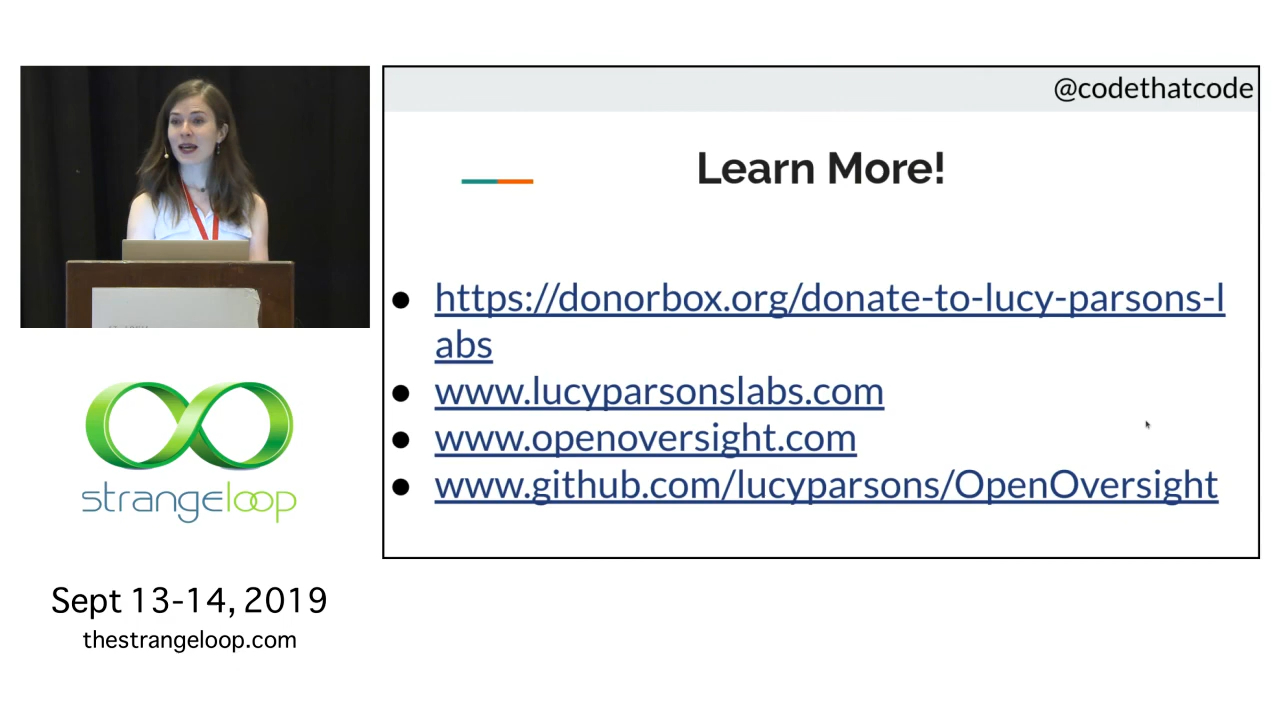 @codethatcode
Learn More!
● https://donorbox.org/donate-to-lucy-parsons-l
abs
● www.lucyparsonslabs.com
● www.openoversight.com
● www.github.com/lucyparsons/OpenOversight
strangeloop
Sept 13-14, 2019
thestrangeloop.com